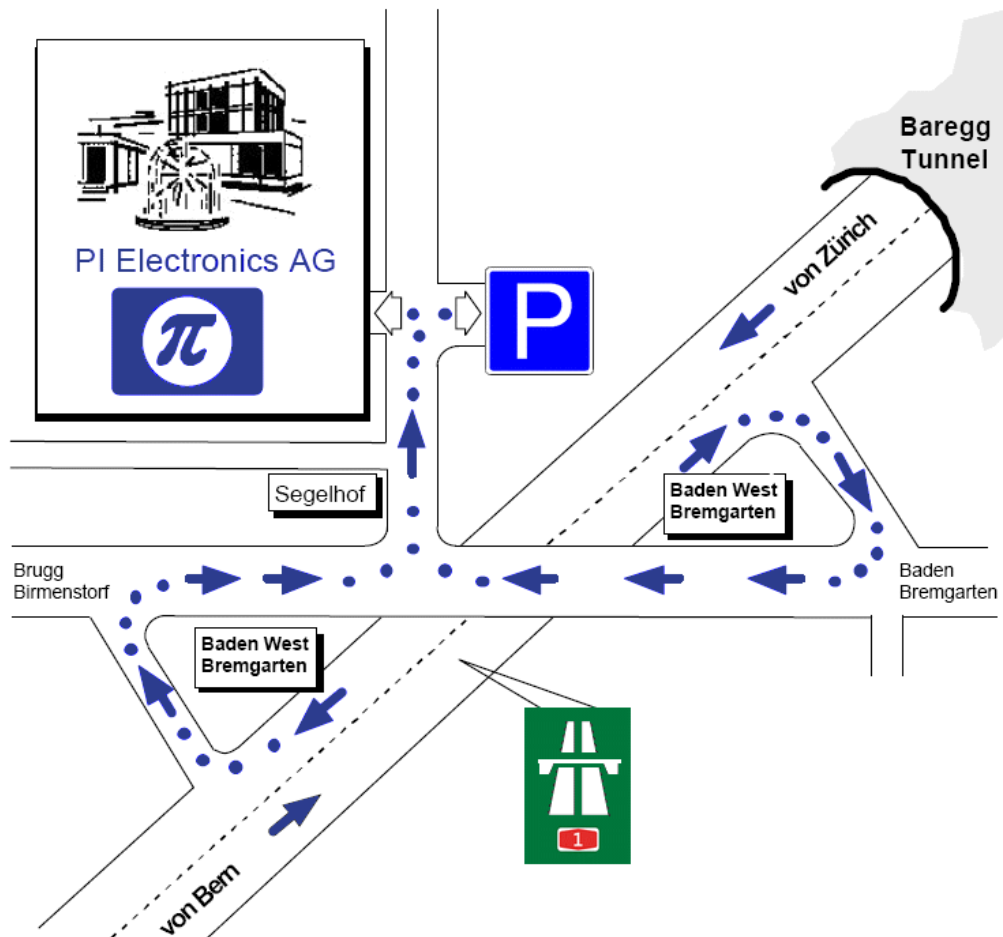 Baregg
Tunnel
von Zürich
PI Electronics AG
π
P
Segelhof
Baden West
Bremgarten
Brugg
Birmenstorf
Baden
Bremgarten
Baden West
Bremgarten
1
von Bern